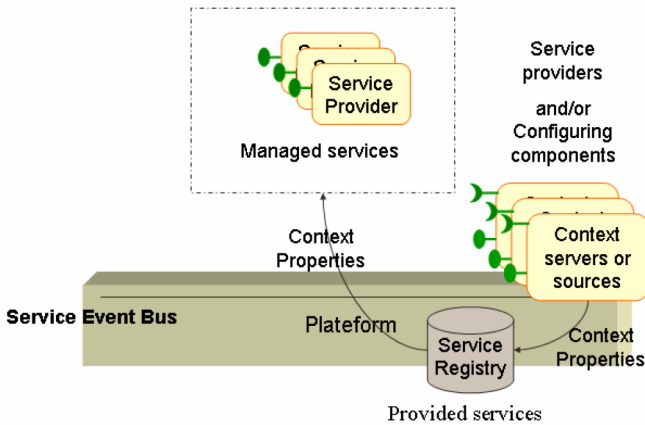 Service
Provider
Managed services
Service
providers
and/or
Configuring
components
Context
servers or
sources
Context
Properties
Service Event Bus
Plateform
Service
Registry
Context
Properties
Provided services